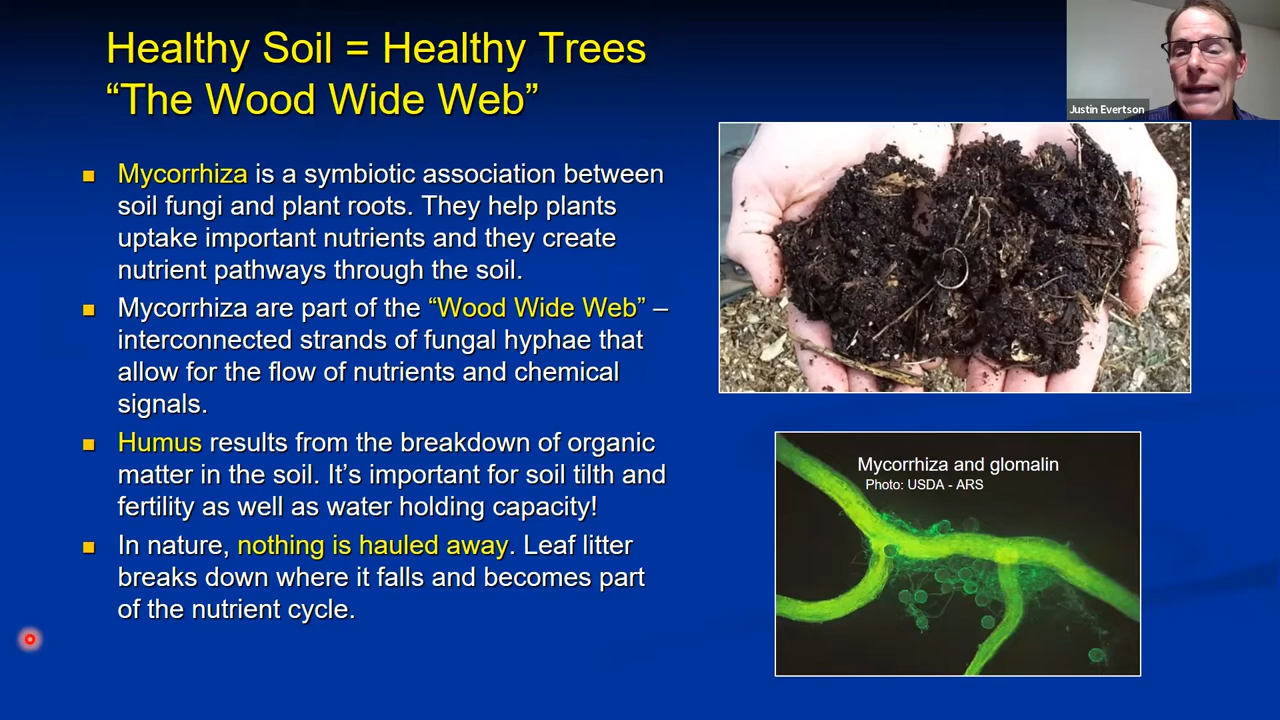 Healthy Soil = Healthy Trees
“The Wood Wide Web”
Justin Evertson
Mycorrhiza is a symbiotic association between
soil fungi and plant roots. They help plants
uptake important nutrients and they create
nutrient pathways through the soil.
Mycorrhiza are part of the “Wood Wide Web” –
interconnected strands of fungal hyphae that
allow for the flow of nutrients and chemical
signals.
Humus results from the breakdown of organic
matter in the soil. It’s important for soil tilth and
fertility as well as water holding capacity!
In nature, nothing is hauled away. Leaf litter
breaks down where it falls and becomes part
of the nutrient cycle.
Mycorrhiza and glomalin
Photo: USDA - ARS